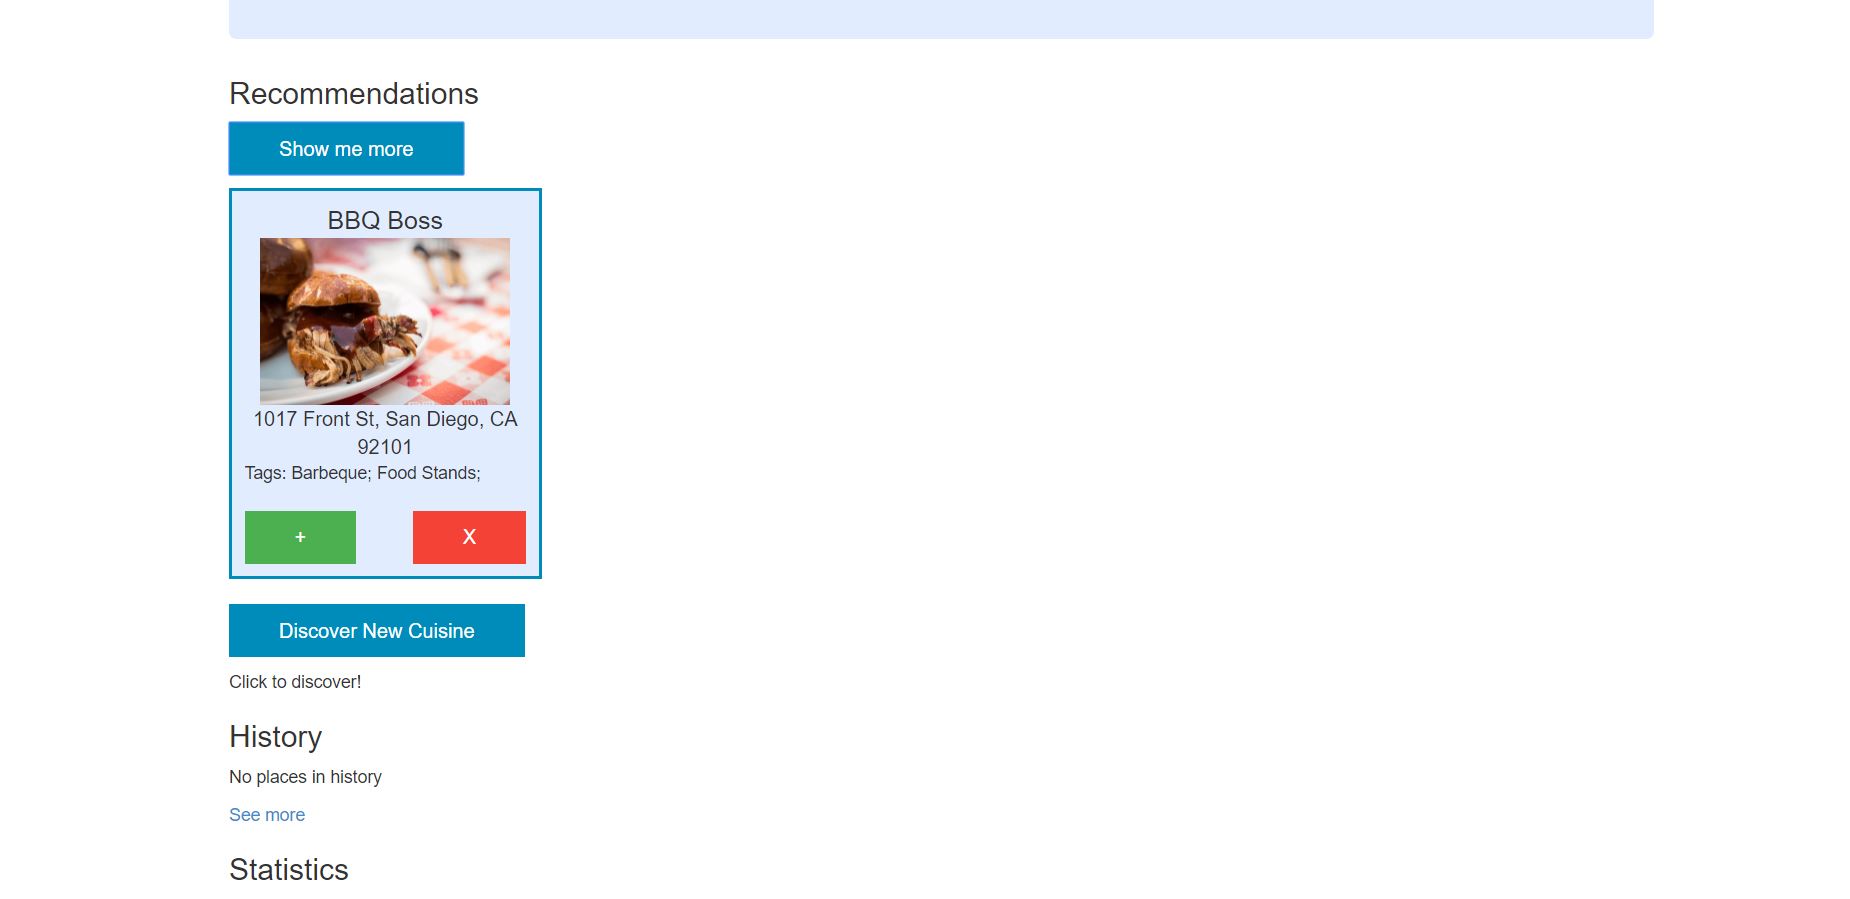 Recommendations
Show me more
BBQ Boss
1017 Front St, San Diego, CA
92101
Tags: Barbeque; Food Stands;
+
X
Discover New Cuisine
Click to discover!
History
No places in history
See more
Statistics